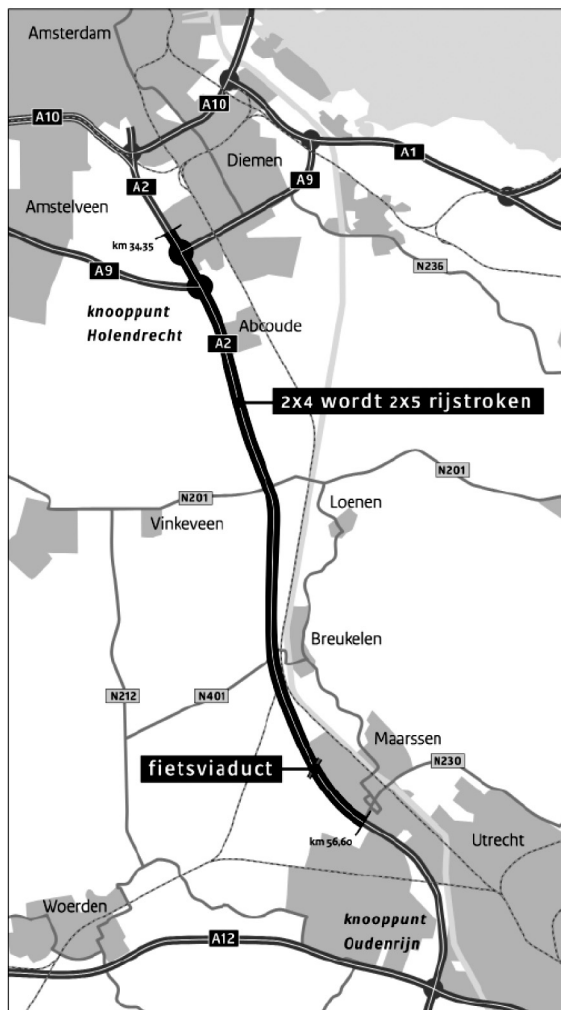 Amsterdam
A10
A10
Diemen
A1
A2
A9
Amstelveen
km 34,35
N236
A9
knooppunt
Holendrecht
Abcoude
A2
2x4 wordt 2x5 rijstroken
N201
N201
Loenen
Vinkeveen
Breukelen
N212
N401
Maarssen
fietsviaduct
N230
km 56,60
Utrecht
Woerden
knooppunt
Oudenrijn
A12